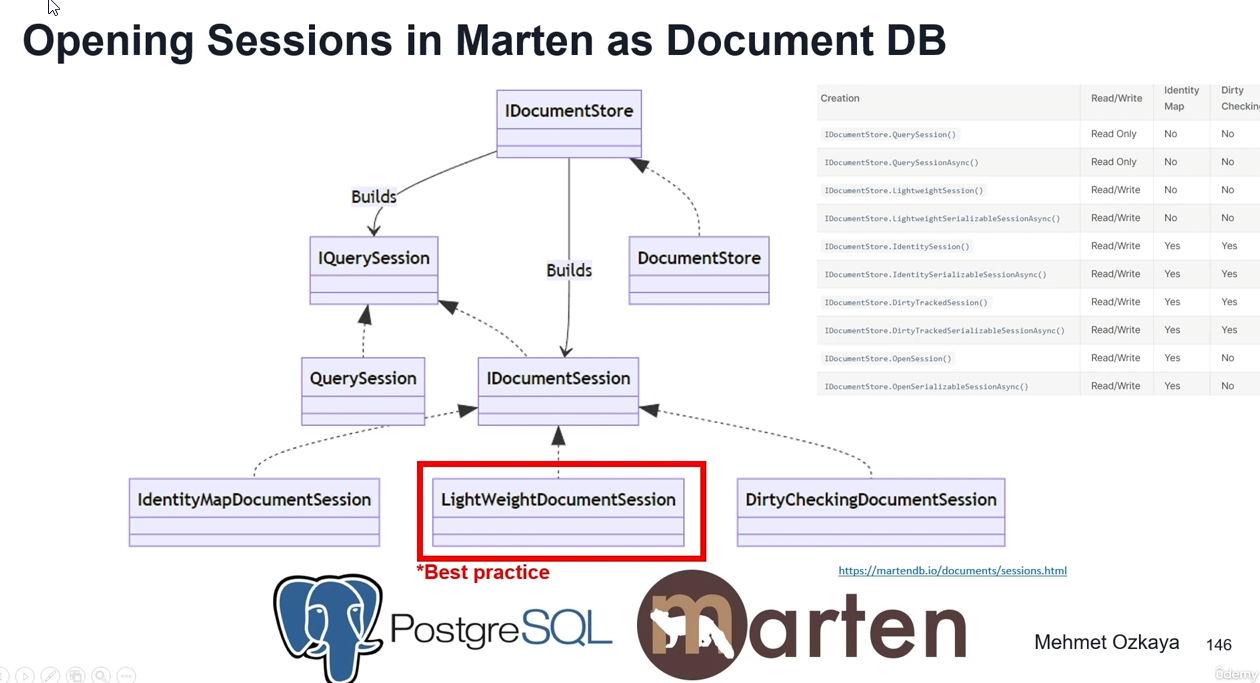 Opening Sessions in Marten as Document DB
IDocumentStore
Builds
IQuerySession
Builds
DocumentStore
QuerySession
IDocumentSession
IdentityMapDocumentSession
LightWeightDocumentSession
DirtyCheckingDocumentSession
*Best practice
Creation Read/Write Identity Map Dirty Checkin
IDocumentStore.QuerySession() Read Only No No
IDocumentStore.QuerySessionAsync() Read Only No No
IDocumentStore.LightweightSession() Read/Write No No
IDocumentStore.LightweightSerializableSessionAsync() Read/Write No No
IDocumentStore.IdentitySession() Read/Write Yes Yes
IDocumentStore.IdentitySerializableSessionAsync() Read/Write Yes Yes
IDocumentStore.DirtyTrackedSession() Read/Write Yes Yes
IDocumentStore.DirtyTrackedSerializableSessionAsync() Read/Write Yes Yes
IDocumentStore.OpenSession() Read/Write Yes No
IDocumentStore.OpenSerializableSessionAsync() Read/Write Yes No
https://martendb.io/documents/sessions.html
PostgreSQL
marten
Mehmet Ozkaya 146
ûdemy